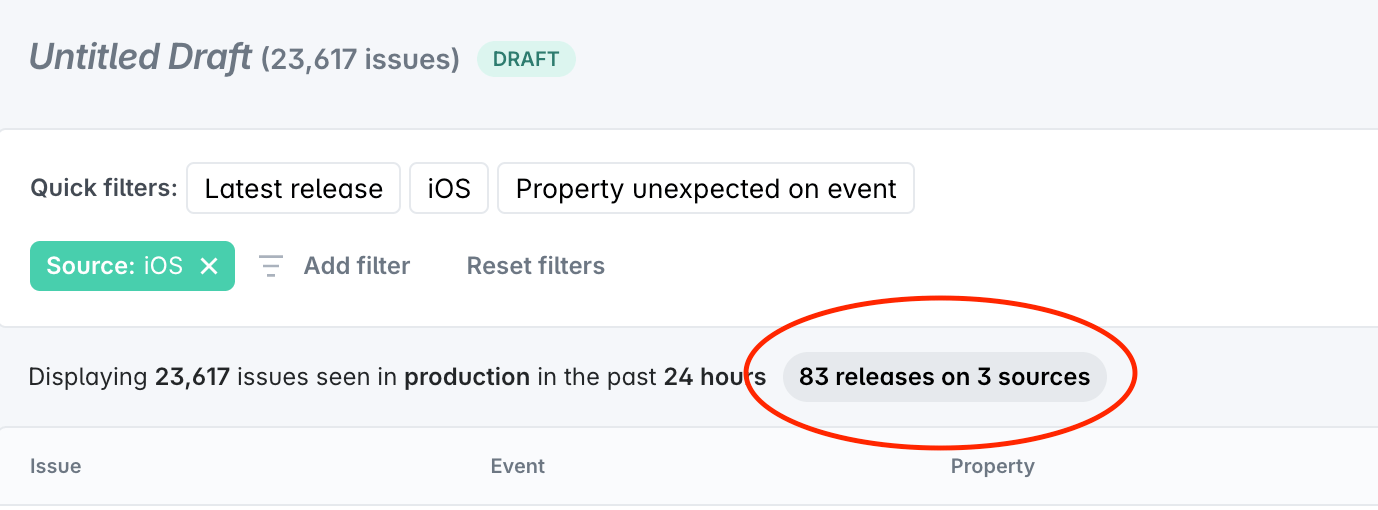 Untitled Draft (23,617 issues) DRAFT
Quick filters: Latest release iOS Property unexpected on event
Source: iOS Add filter Reset filters
Displaying 23,617 issues seen in production in the past 24 hours 83 releases on 3 sources
Issue Event Property